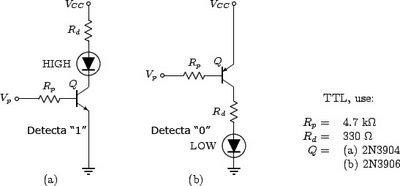 V_CC
R_d
HIGH
R_p
Q
V_p
Detecta "1"
(a)
V_CC
Q
R_p
V_p
R_d
Detecta "0"
LOW
(b)
TTL, use:
R_p = 4.7 kΩ
R_d = 330 Ω
Q = (a) 2N3904
(b) 2N3906